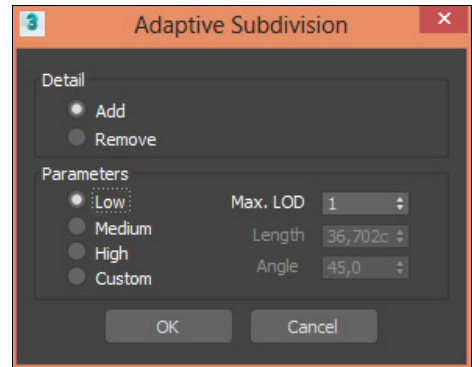 3 Adaptive Subdivision ×
Detail
Add
Remove
Parameters
Low Max. LOD 1
Medium Length 36,702c
High Angle 45,0
Custom
OK Cancel